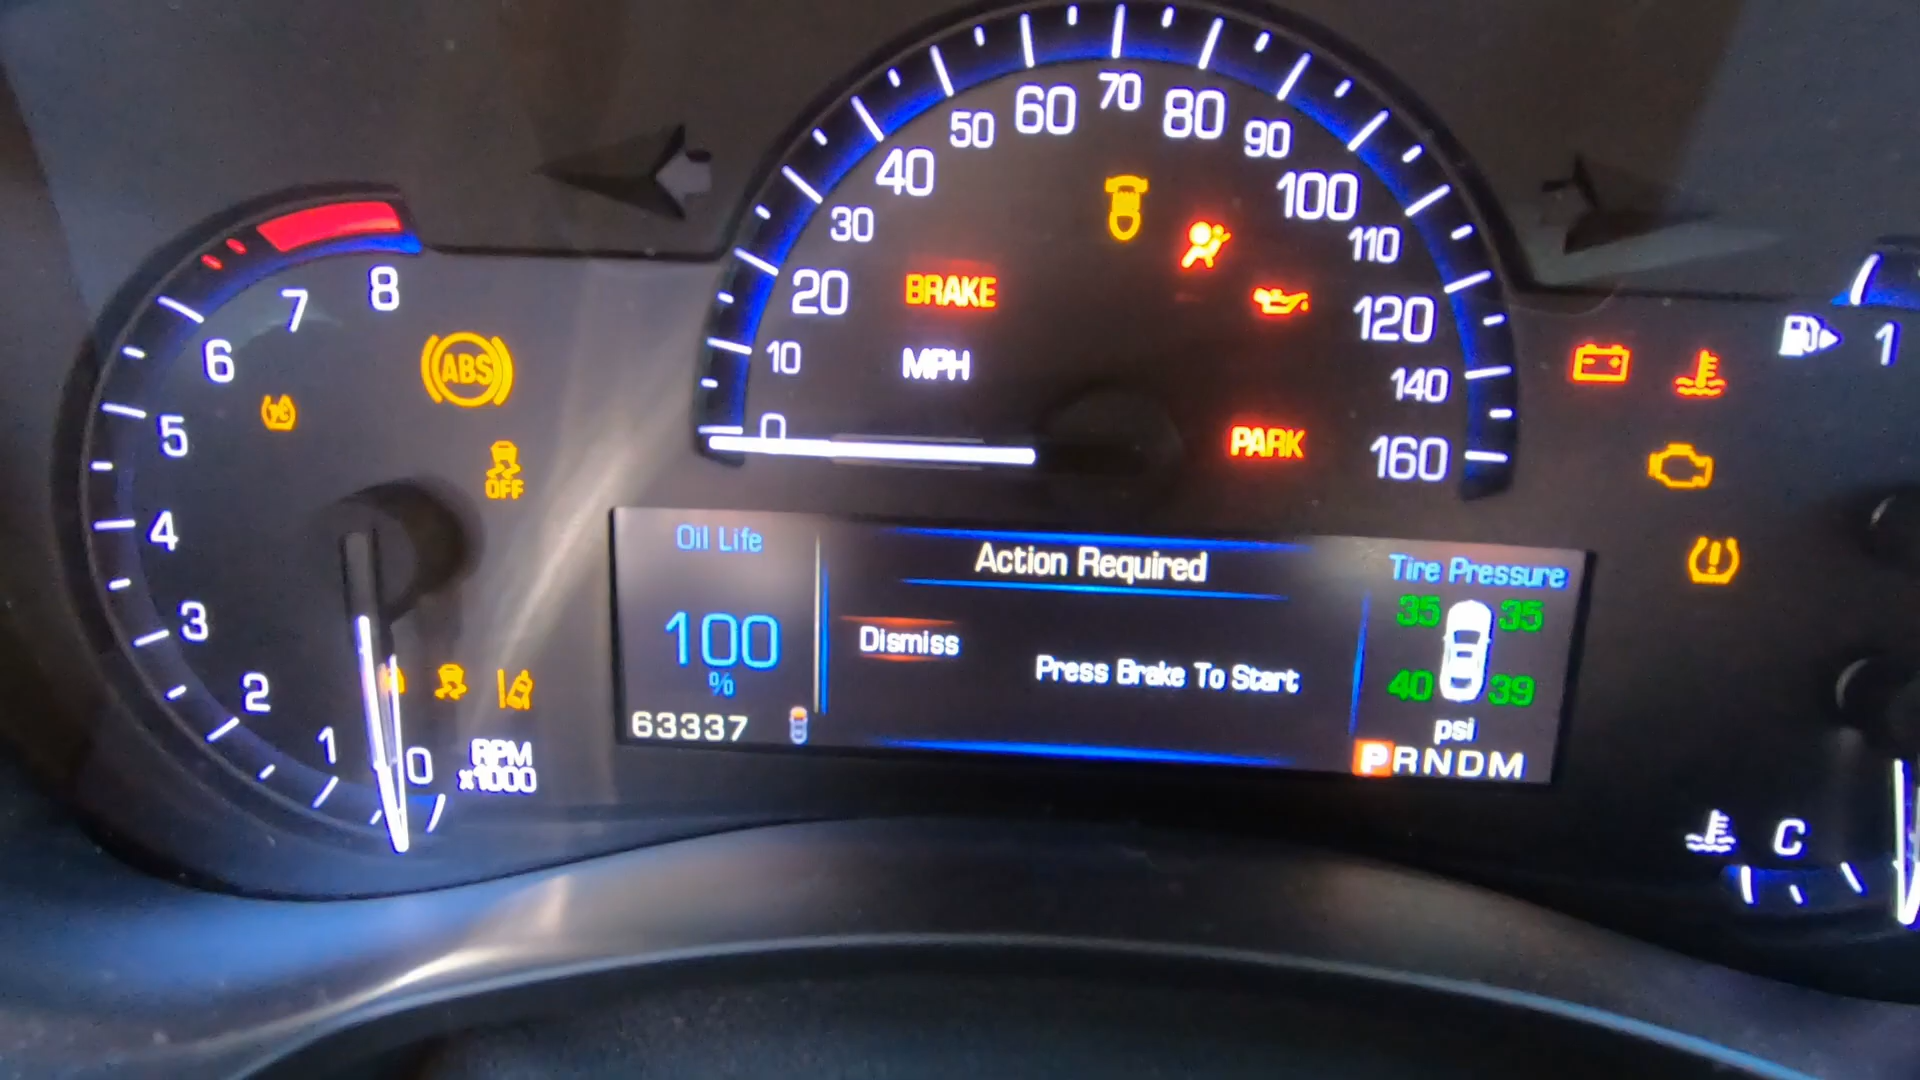 0
10
20
30
40
50
60
70
80
90
100
110
120
140
160
BRAKE
MPH
PARK
8
7
6
5
4
3
2
1
0
RPM
x1000
ABS
OFF
Oil Life
100
%
63337
Action Required
Dismiss
Press Brake To Start
Tire Pressure
35 35
40 39
psi
PRNDM
1
C